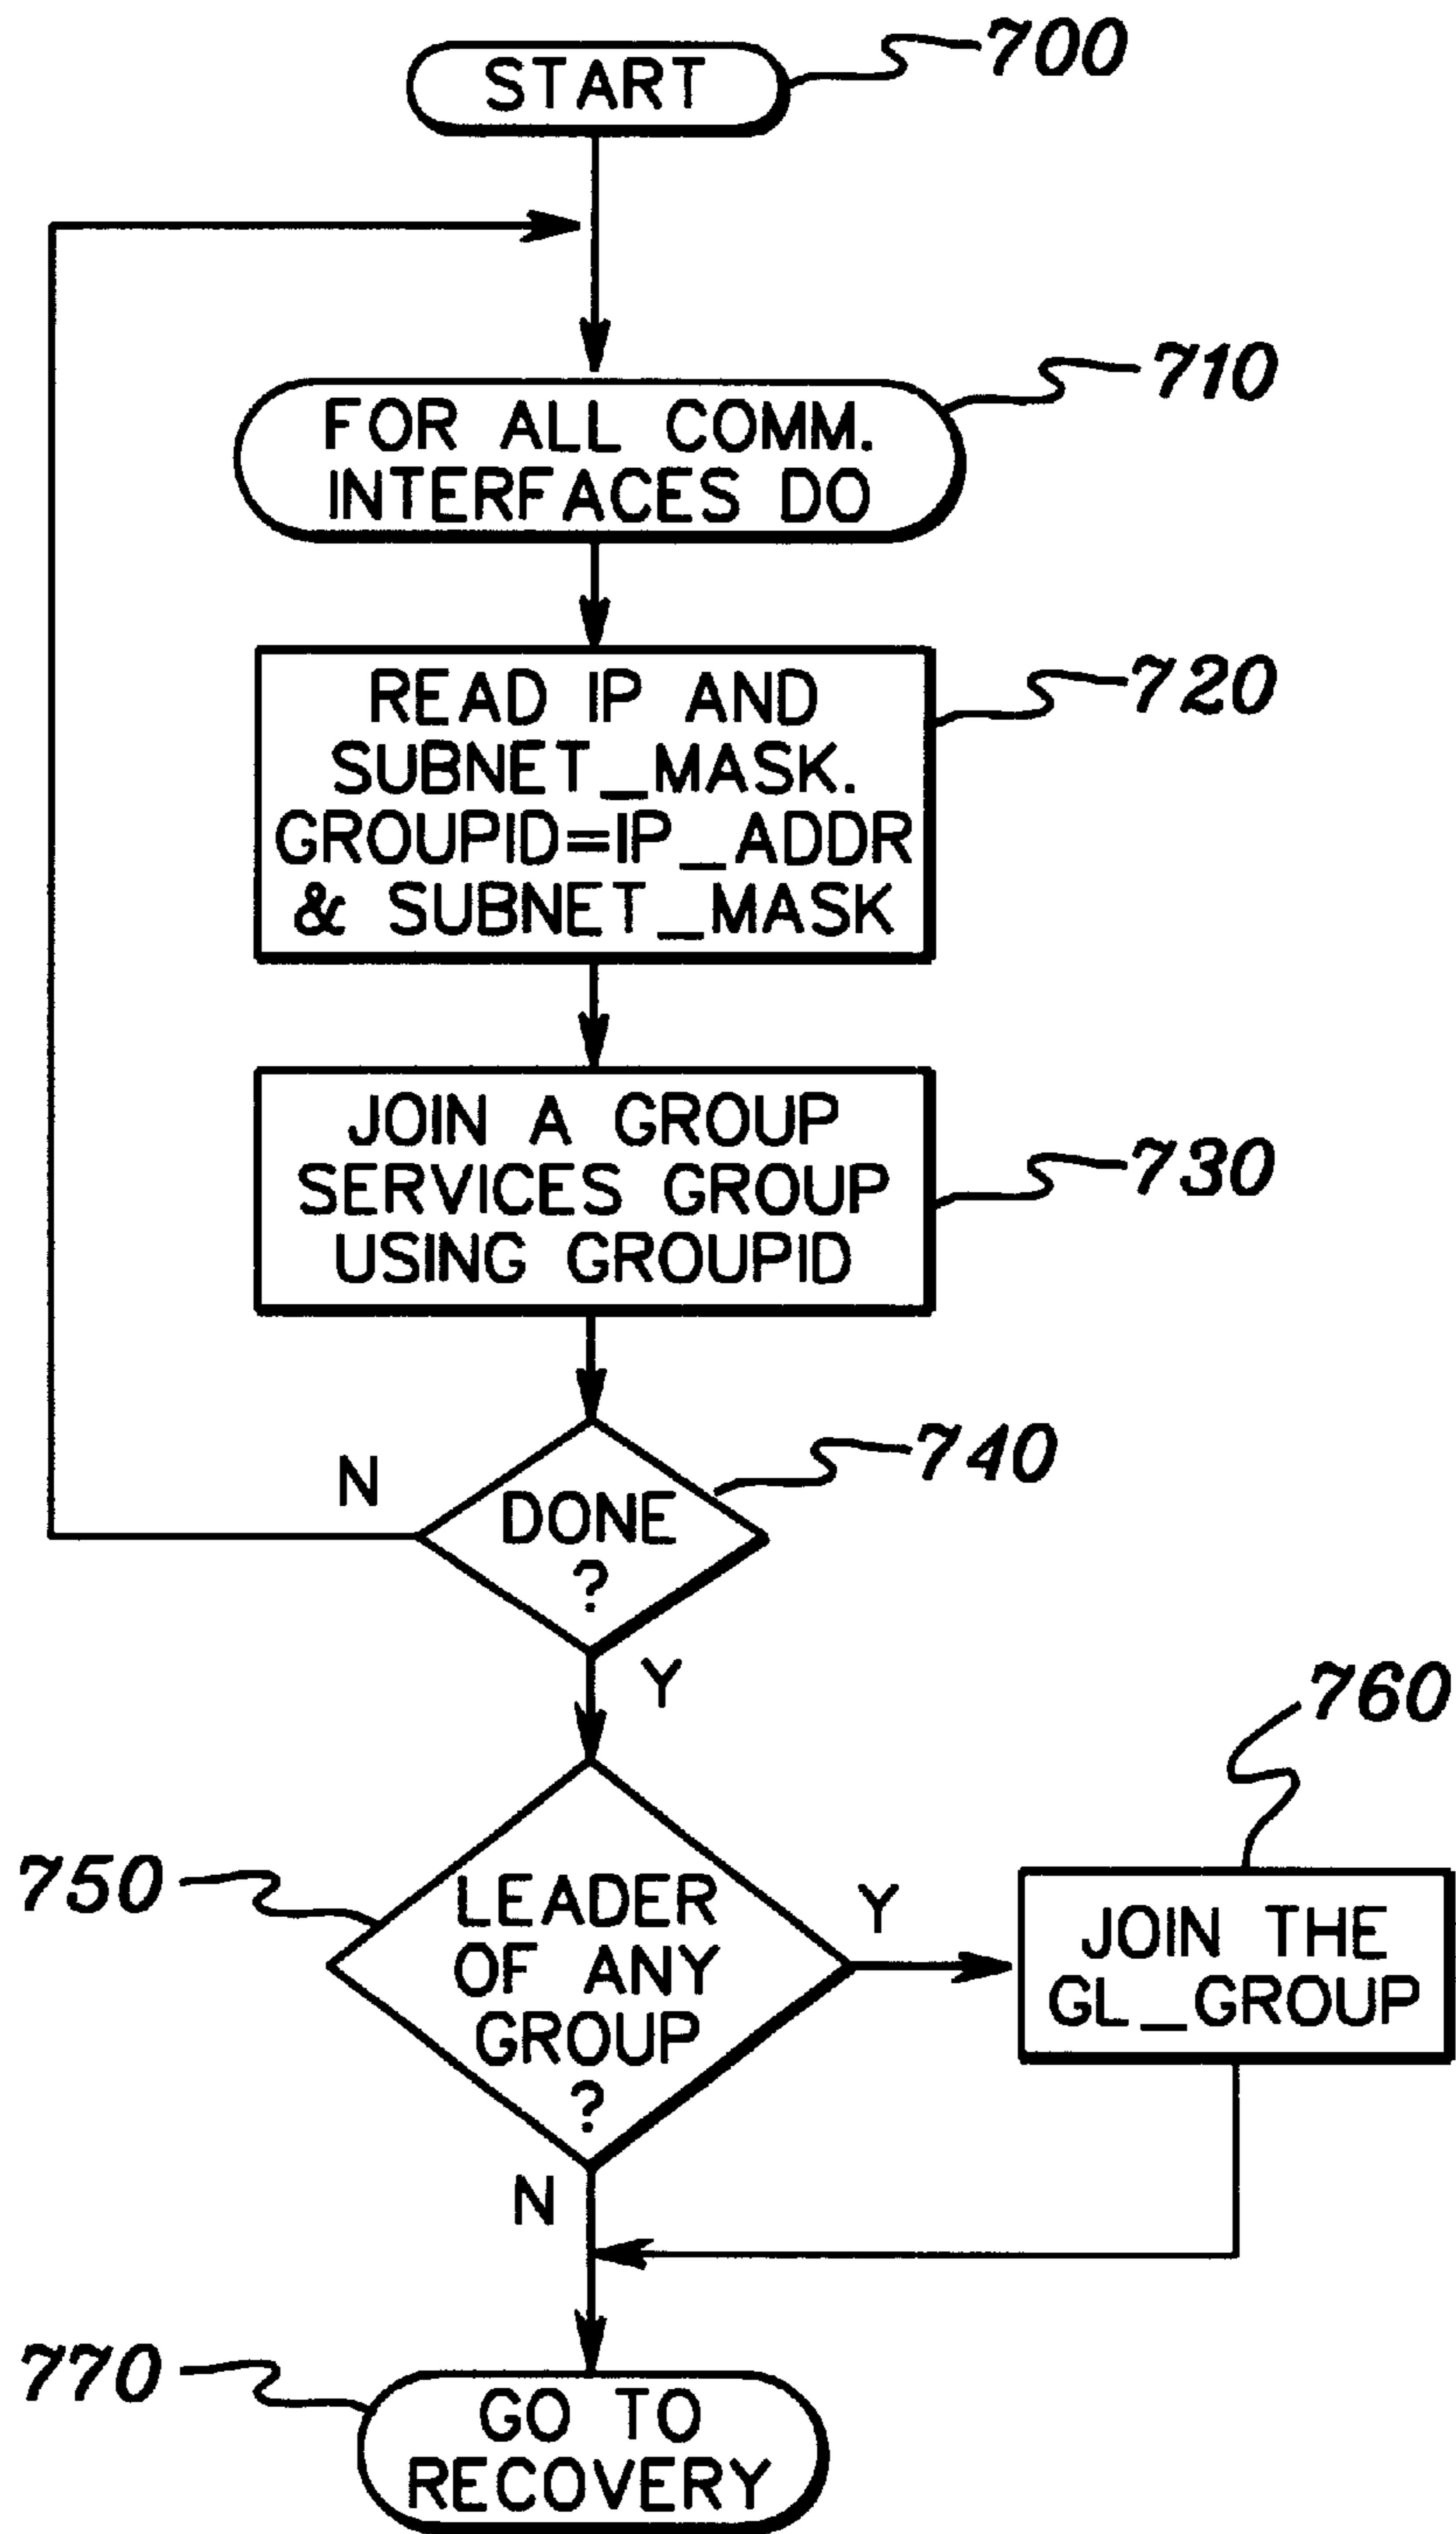 START
700
FOR ALL COMM.
INTERFACES DO
710
READ IP AND
SUBNET_MASK.
GROUPID=IP_ADDR
& SUBNET_MASK
720
JOIN A GROUP
SERVICES GROUP
USING GROUPID
730
DONE
?
740
N
Y
750
LEADER
OF ANY
GROUP
?
Y
N
760
JOIN THE
GL_GROUP
770
GO TO
RECOVERY